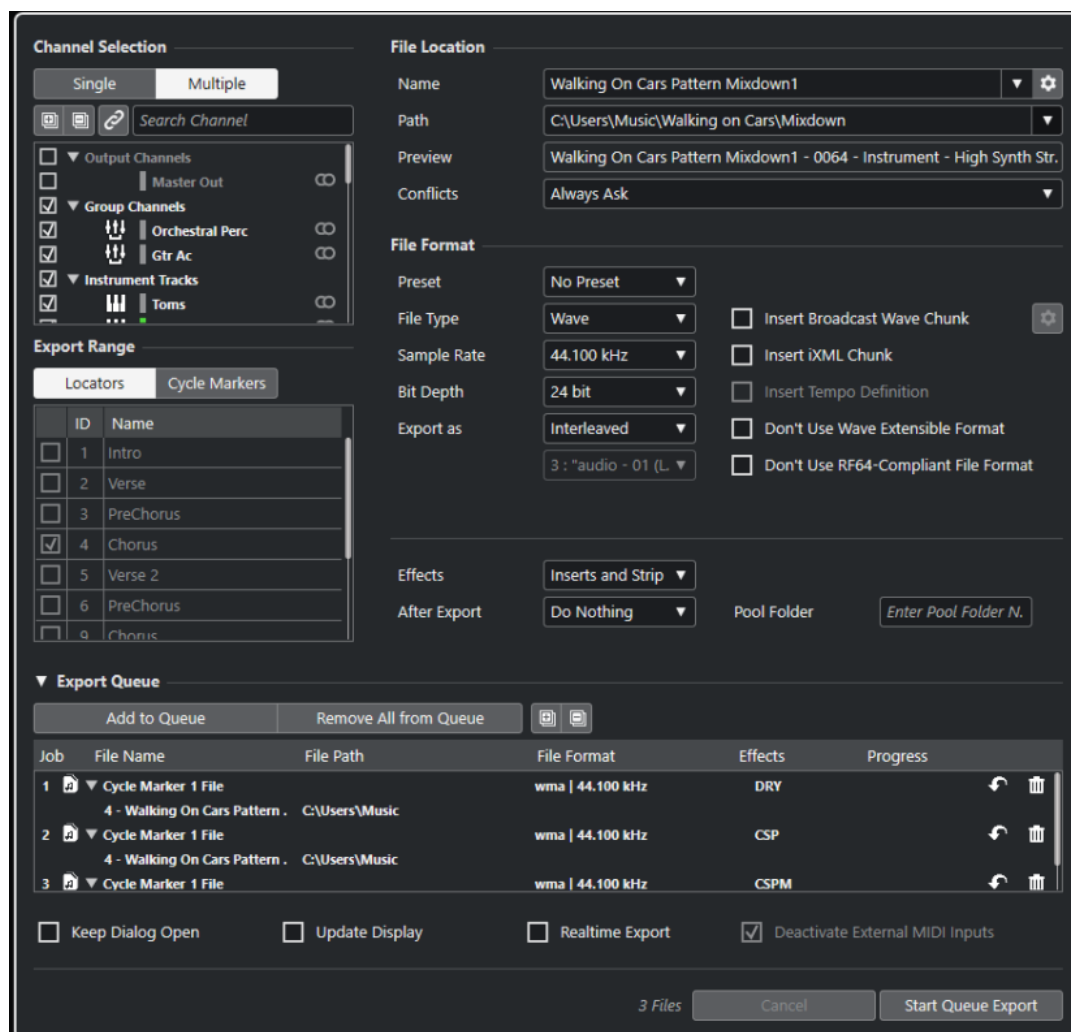 Channel Selection
Single
Multiple
Search Channel
Output Channels
Master Out
Group Channels
Orchestral Perc
Gtr Ac
Instrument Tracks
Toms
Export Range
Locators
Cycle Markers
ID Name
1 Intro
2 Verse
3 PreChorus
4 Chorus
5 Verse 2
6 PreChorus
9 Chorus
File Location
Name Walking On Cars Pattern Mixdown1
Path C:\Users\Music\Walking on Cars\Mixdown
Preview Walking On Cars Pattern Mixdown1 - 0064 - Instrument - High Synth Str.
Conflicts Always Ask
File Format
Preset No Preset
File Type Wave Insert Broadcast Wave Chunk
Sample Rate 44.100 kHz Insert iXML Chunk
Bit Depth 24 bit Insert Tempo Definition
Export as Interleaved Don't Use Wave Extensible Format
3 : "audio - 01 (L. Don't Use RF64-Compliant File Format
Effects Inserts and Strip
After Export Do Nothing Pool Folder Enter Pool Folder N.
Export Queue
Add to Queue Remove All from Queue
Job File Name File Path File Format Effects Progress
1 Cycle Marker 1 File wma | 44.100 kHz DRY
4 - Walking On Cars Pattern . C:\Users\Music
2 Cycle Marker 1 File wma | 44.100 kHz CSP
4 - Walking On Cars Pattern . C:\Users\Music
3 Cycle Marker 1 File wma | 44.100 kHz CSPM
Keep Dialog Open Update Display Realtime Export Deactivate External MIDI Inputs
3 Files Cancel Start Queue Export